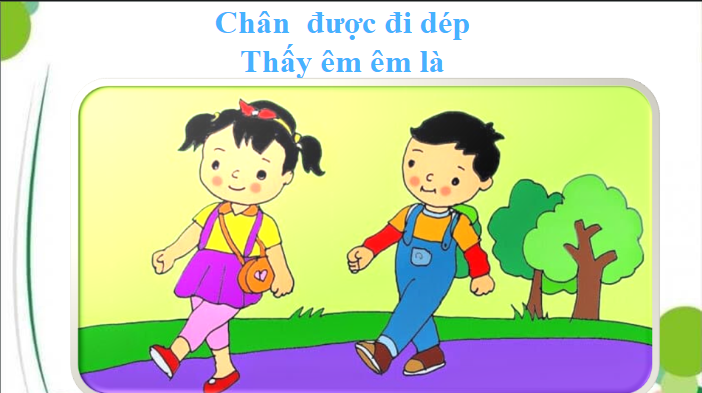 Chân được đi dép
Thấy êm êm là